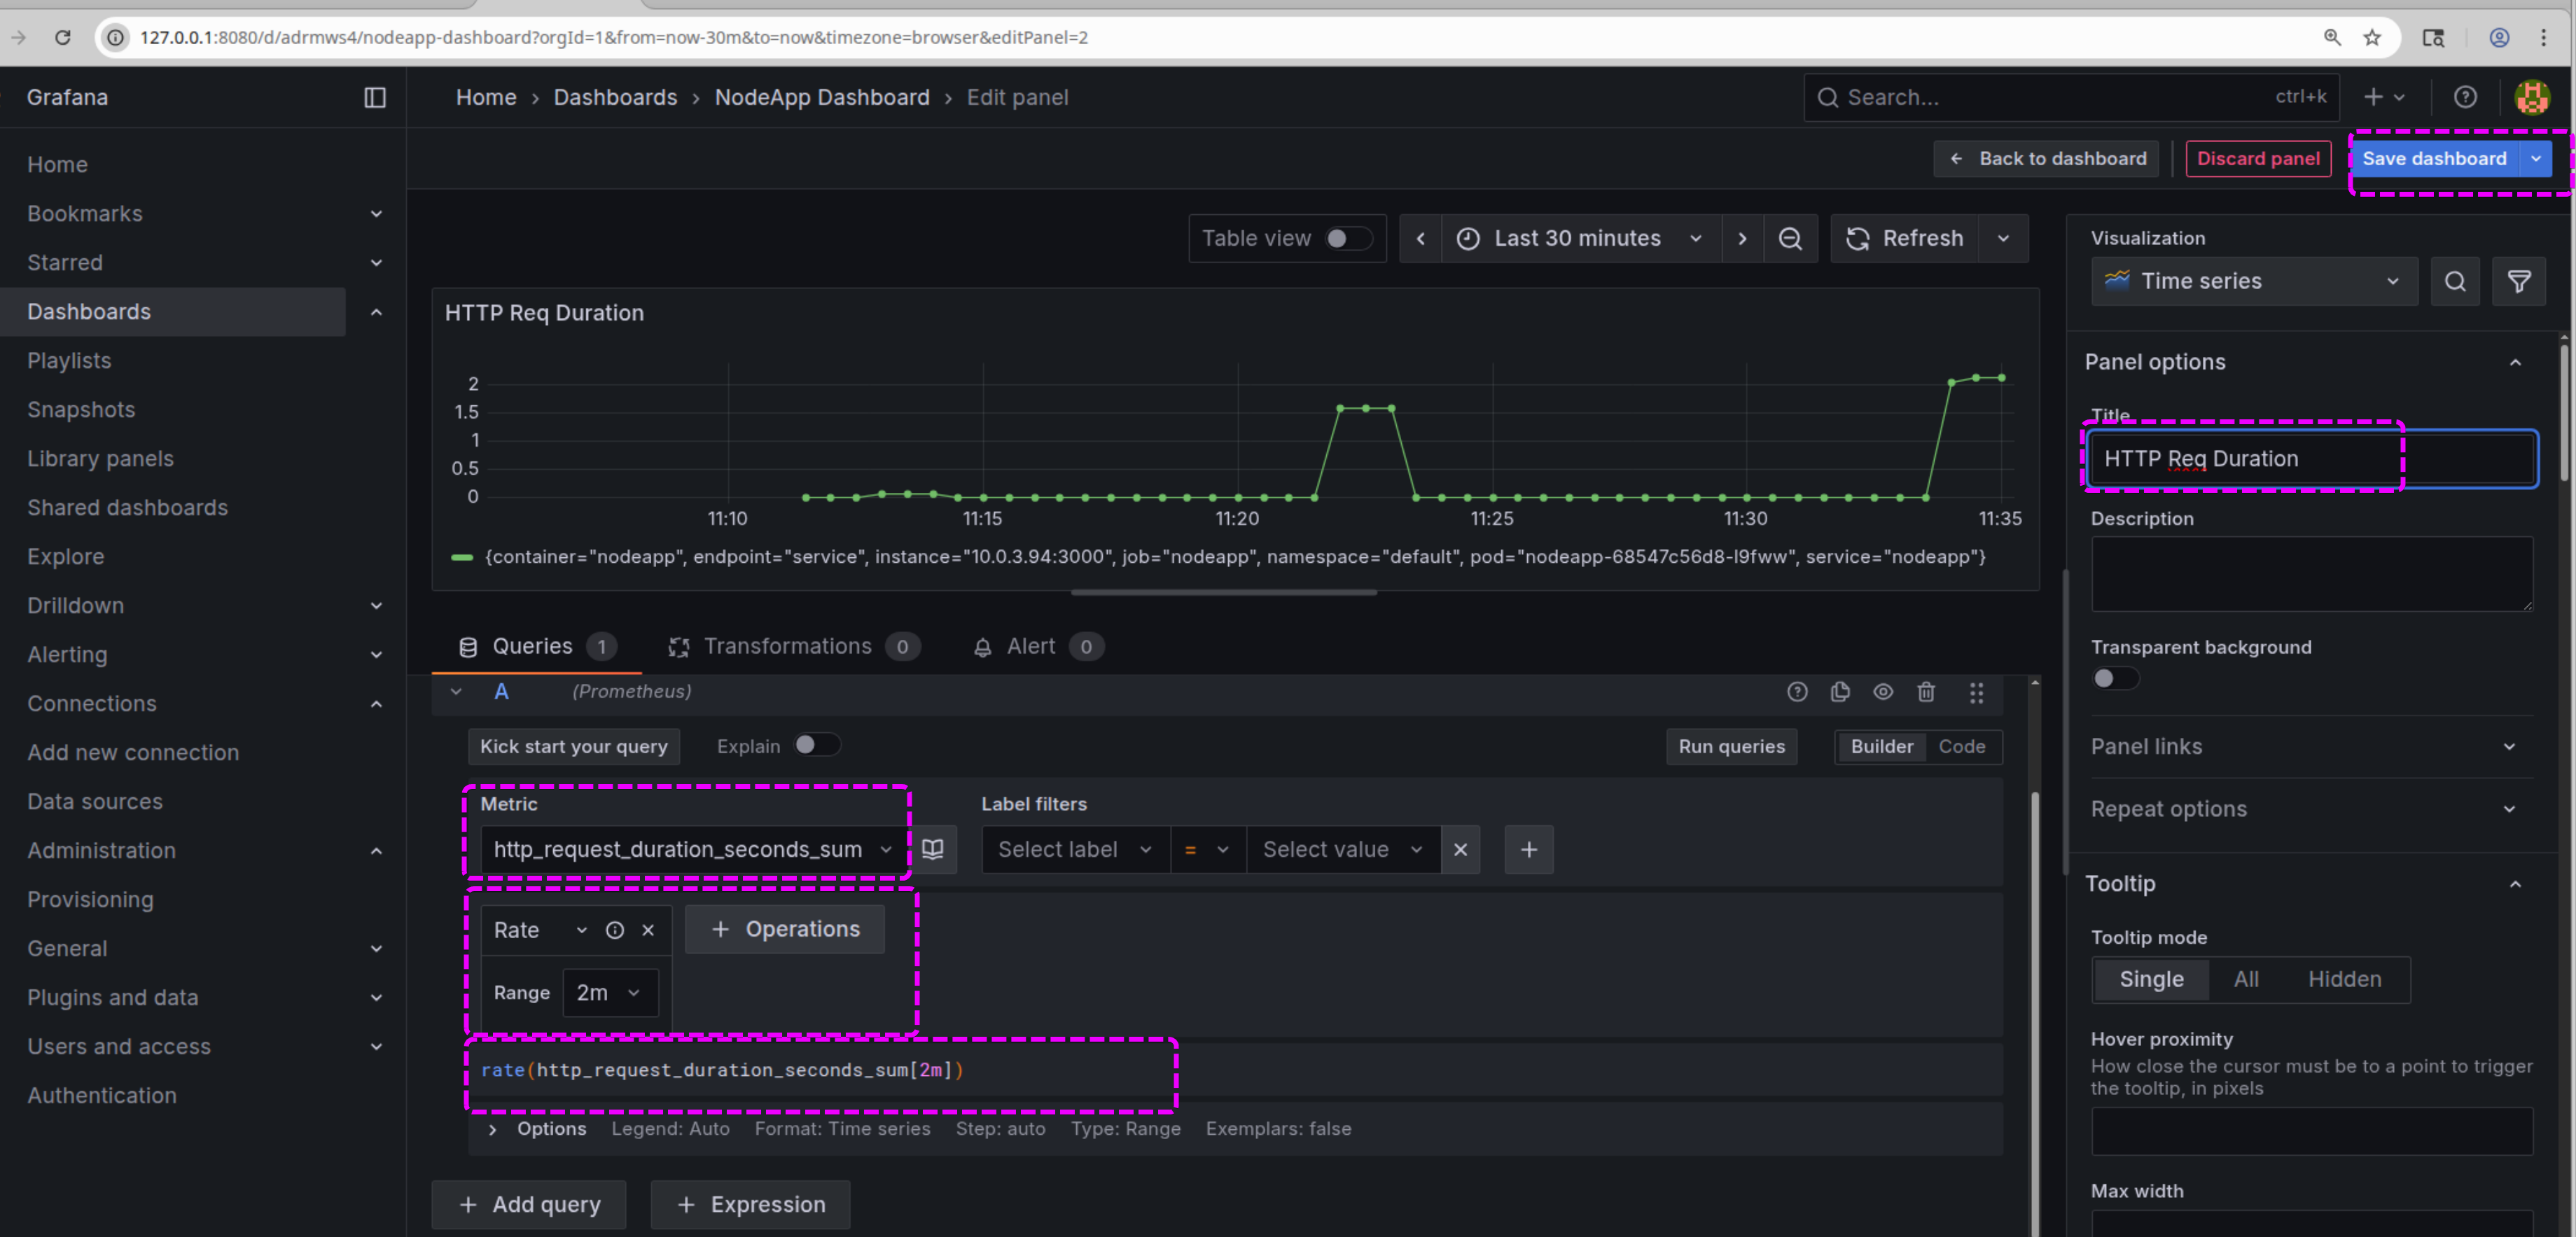 127.0.0.1:8080/d/adrmws4/nodeapp-dashboard?orgId=1&from=now-30m&to=now&timezone=browser&editPanel=2
Grafana
Home › Dashboards › NodeApp Dashboard › Edit panel
Search...
ctrl+k
Back to dashboard
Discard panel
Save dashboard
Home
Bookmarks
Starred
Dashboards
Playlists
Snapshots
Library panels
Shared dashboards
Explore
Drilldown
Alerting
Connections
Add new connection
Data sources
Administration
Provisioning
General
Plugins and data
Users and access
Authentication
Table view
Last 30 minutes
Refresh
HTTP Req Duration
2
1.5
1
0.5
0
11:10 11:15 11:20 11:25 11:30 11:35
{container="nodeapp", endpoint="service", instance="10.0.3.94:3000", job="nodeapp", namespace="default", pod="nodeapp-68547c56d8-l9fww", service="nodeapp"}
Queries 1
Transformations 0
Alert 0
A (Prometheus)
Kick start your query
Explain
Run queries
Builder
Code
Metric
http_request_duration_seconds_sum
Label filters
Select label
=
Select value
Rate
+ Operations
Range 2m
rate(http_request_duration_seconds_sum[2m])
Options Legend: Auto Format: Time series Step: auto Type: Range Exemplars: false
+ Add query
+ Expression
Visualization
Time series
Panel options
Title
HTTP Req Duration
Description
Transparent background
Panel links
Repeat options
Tooltip
Tooltip mode
Single
All
Hidden
Hover proximity
How close the cursor must be to a point to trigger
the tooltip, in pixels
Max width